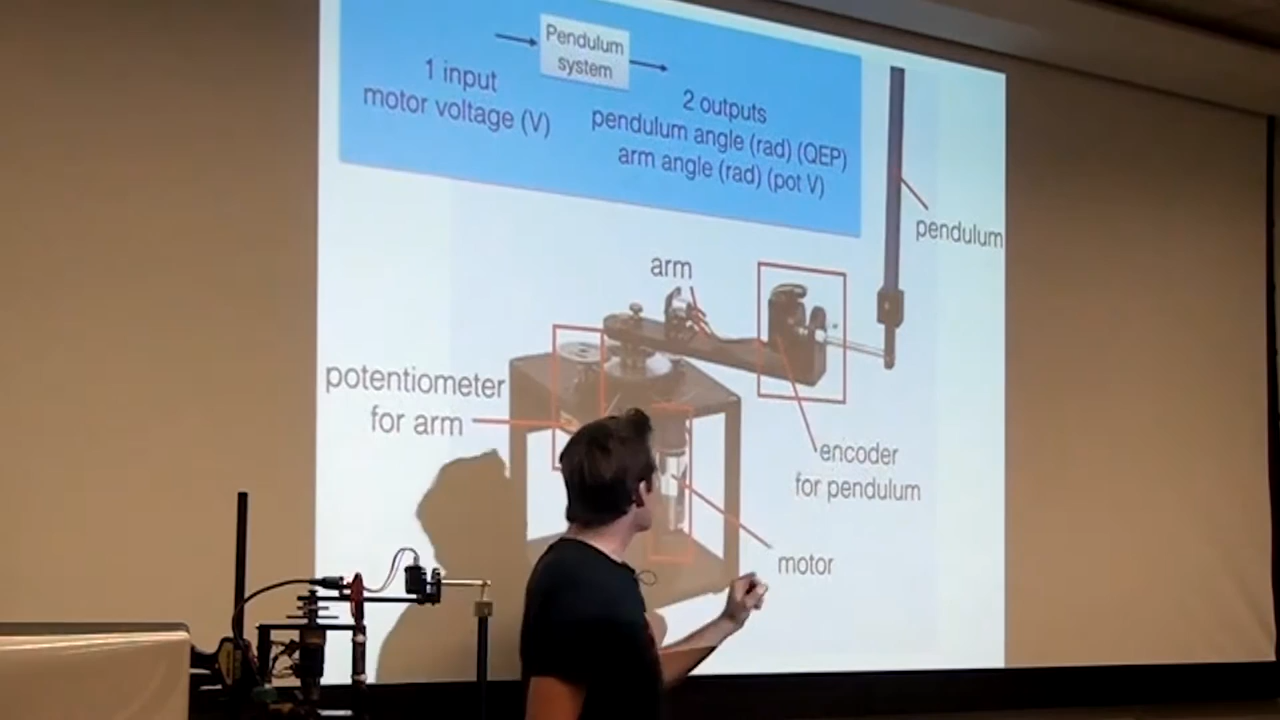 Pendulum
system
1 input
motor voltage (V)
2 outputs
pendulum angle (rad) (QEP)
arm angle (rad) (pot V)
pendulum
arm
potentiometer
for arm
encoder
for pendulum
motor